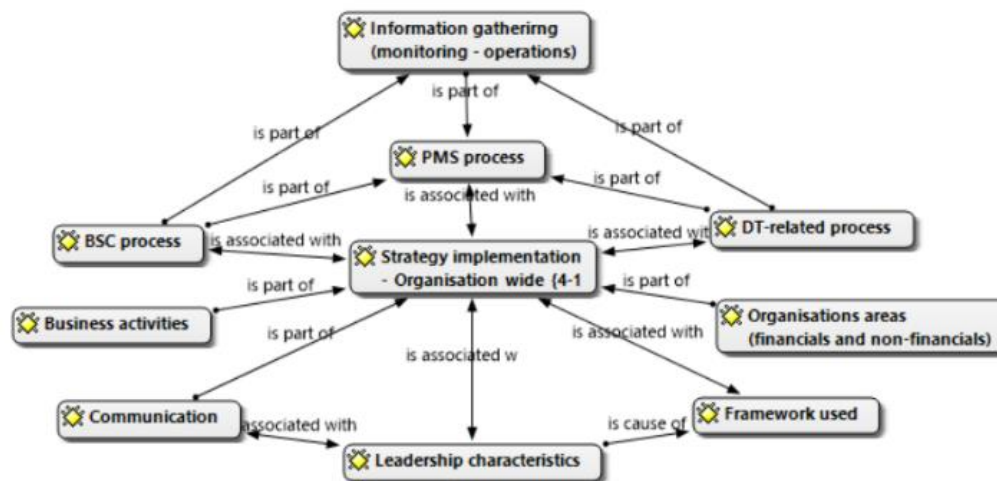 Information gatherirng
(monitoring - operations)
is part of
is part of
is part of
PMS process
is part of
is part of
is associated with
BSC process
is associated with
is associated wit
DT-related process
Strategy implementation
- Organisation wide {4-1
is part of
is part of
Business activities
Organisations areas
(financials and non-financials)
is part of
is associated with
is associated w
Communication
Framework used
associated with
is cause of
Leadership characteristics